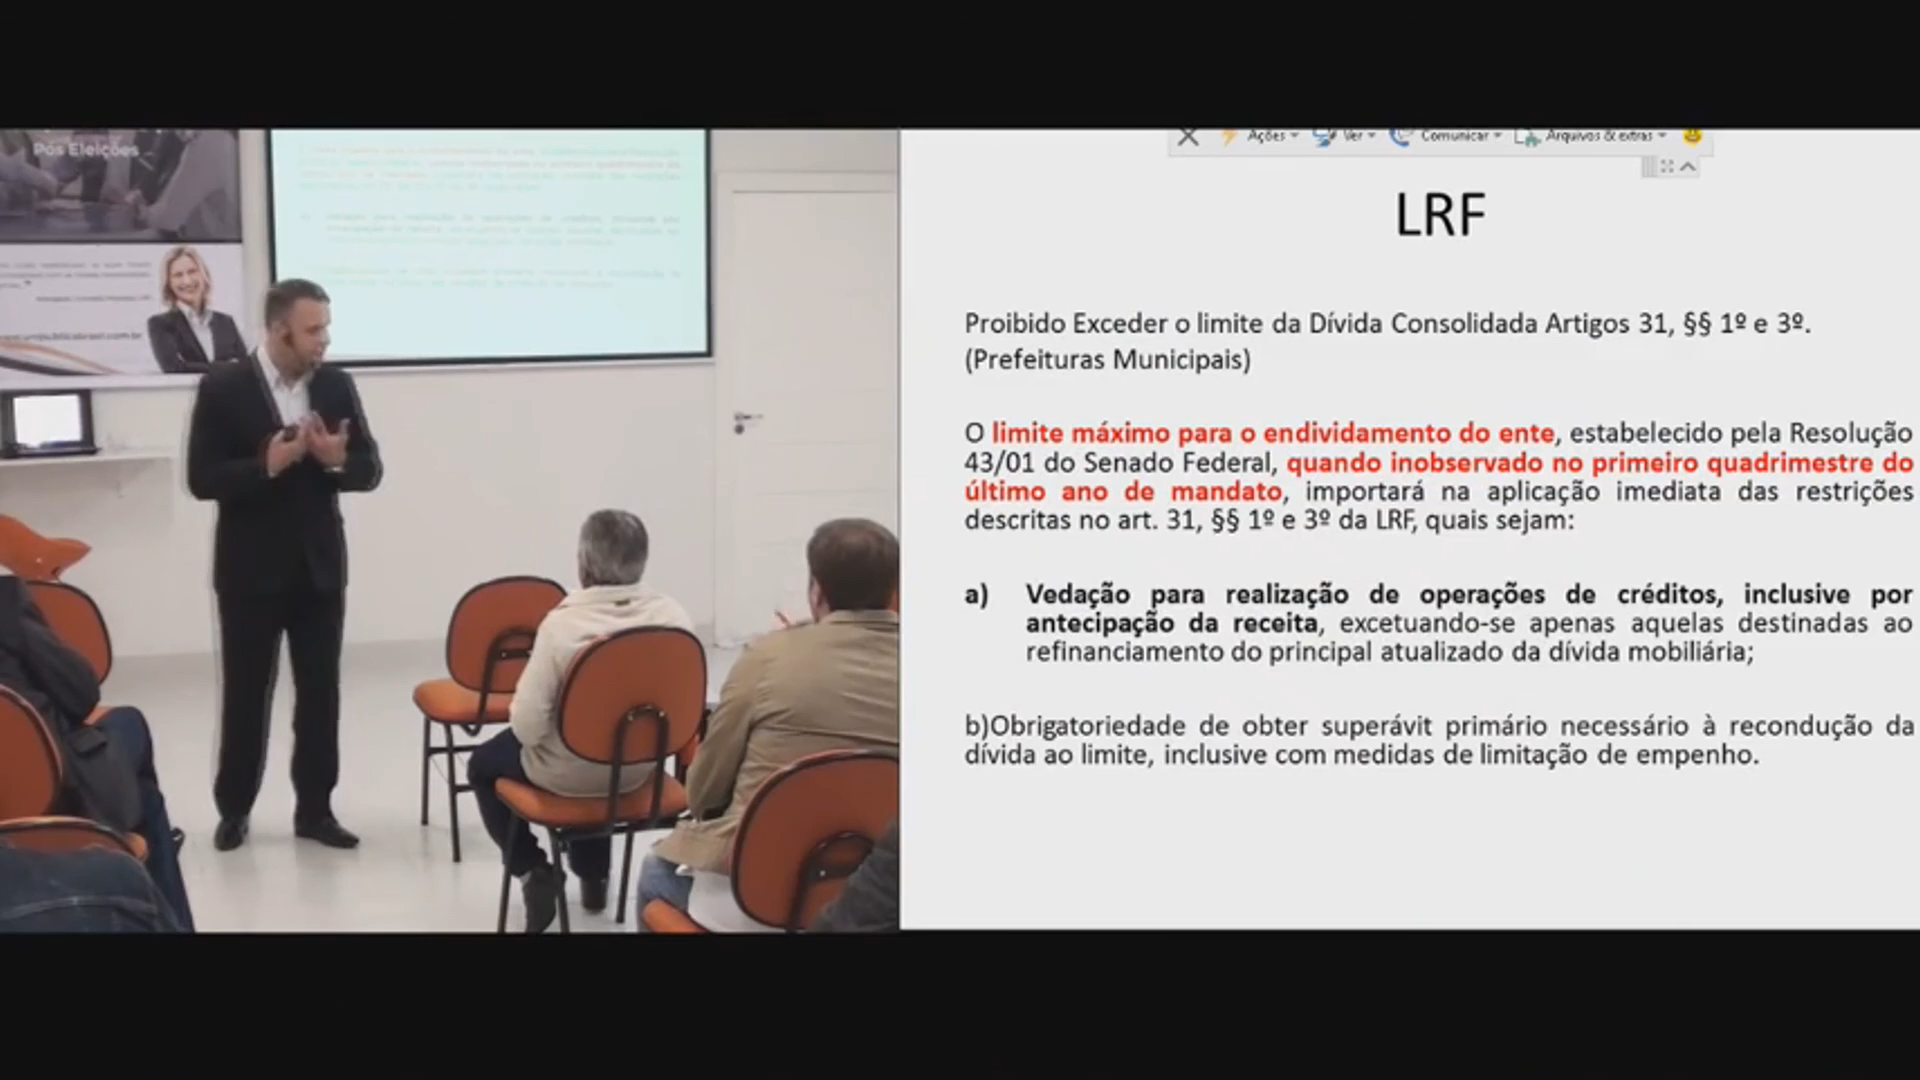 Pós Eleições
Ações
Ver
Comunicar
Arquivos & extras
LRF
Proibido Exceder o limite da Dívida Consolidada Artigos 31, §§ 1º e 3º.
(Prefeituras Municipais)
O limite máximo para o endividamento do ente, estabelecido pela Resolução
43/01 do Senado Federal, quando inobservado no primeiro quadrimestre do
último ano de mandato, importará na aplicação imediata das restrições
descritas no art. 31, §§ 1º e 3º da LRF, quais sejam:
a) Vedação para realização de operações de créditos, inclusive por
antecipação da receita, excetuando-se apenas aquelas destinadas ao
refinanciamento do principal atualizado da dívida mobiliária;
b)Obrigatoriedade de obter superávit primário necessário à recondução da
dívida ao limite, inclusive com medidas de limitação de empenho.